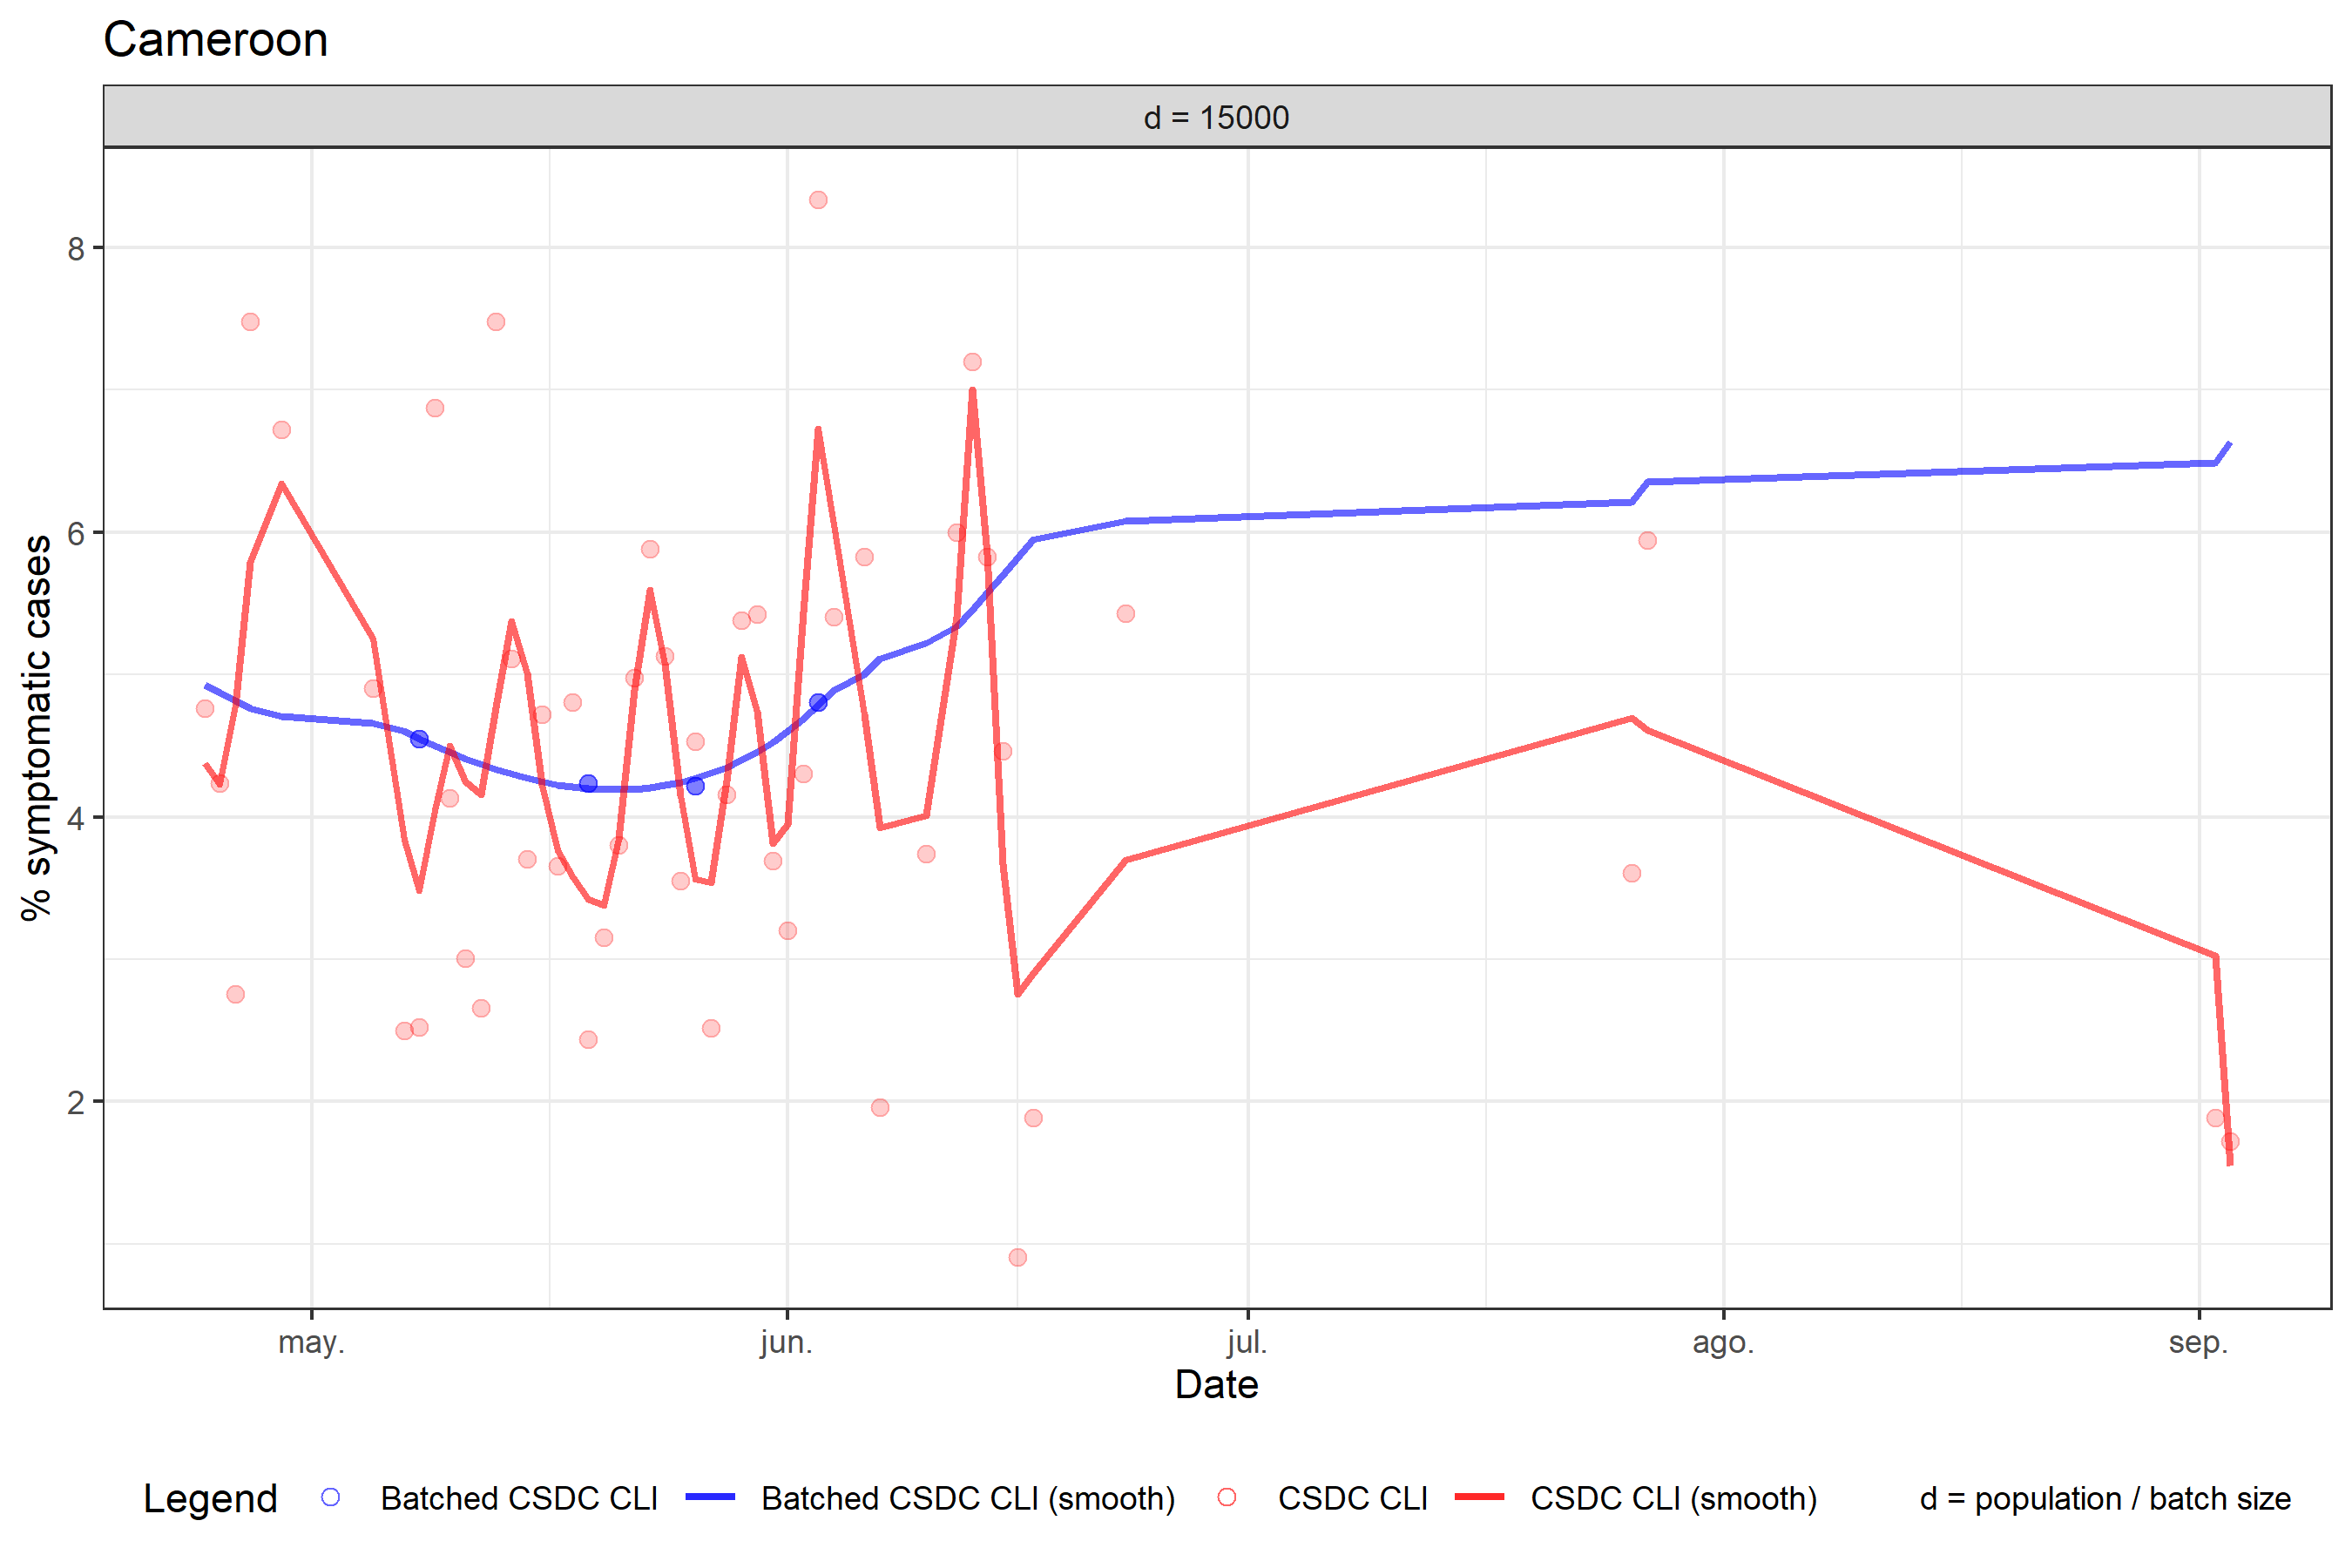 Cameroon
d = 15000
8
6
4
2
% symptomatic cases
may. jun. jul. ago. sep.
Date
Legend Batched CSDC CLI Batched CSDC CLI (smooth) CSDC CLI CSDC CLI (smooth) d = population / batch size